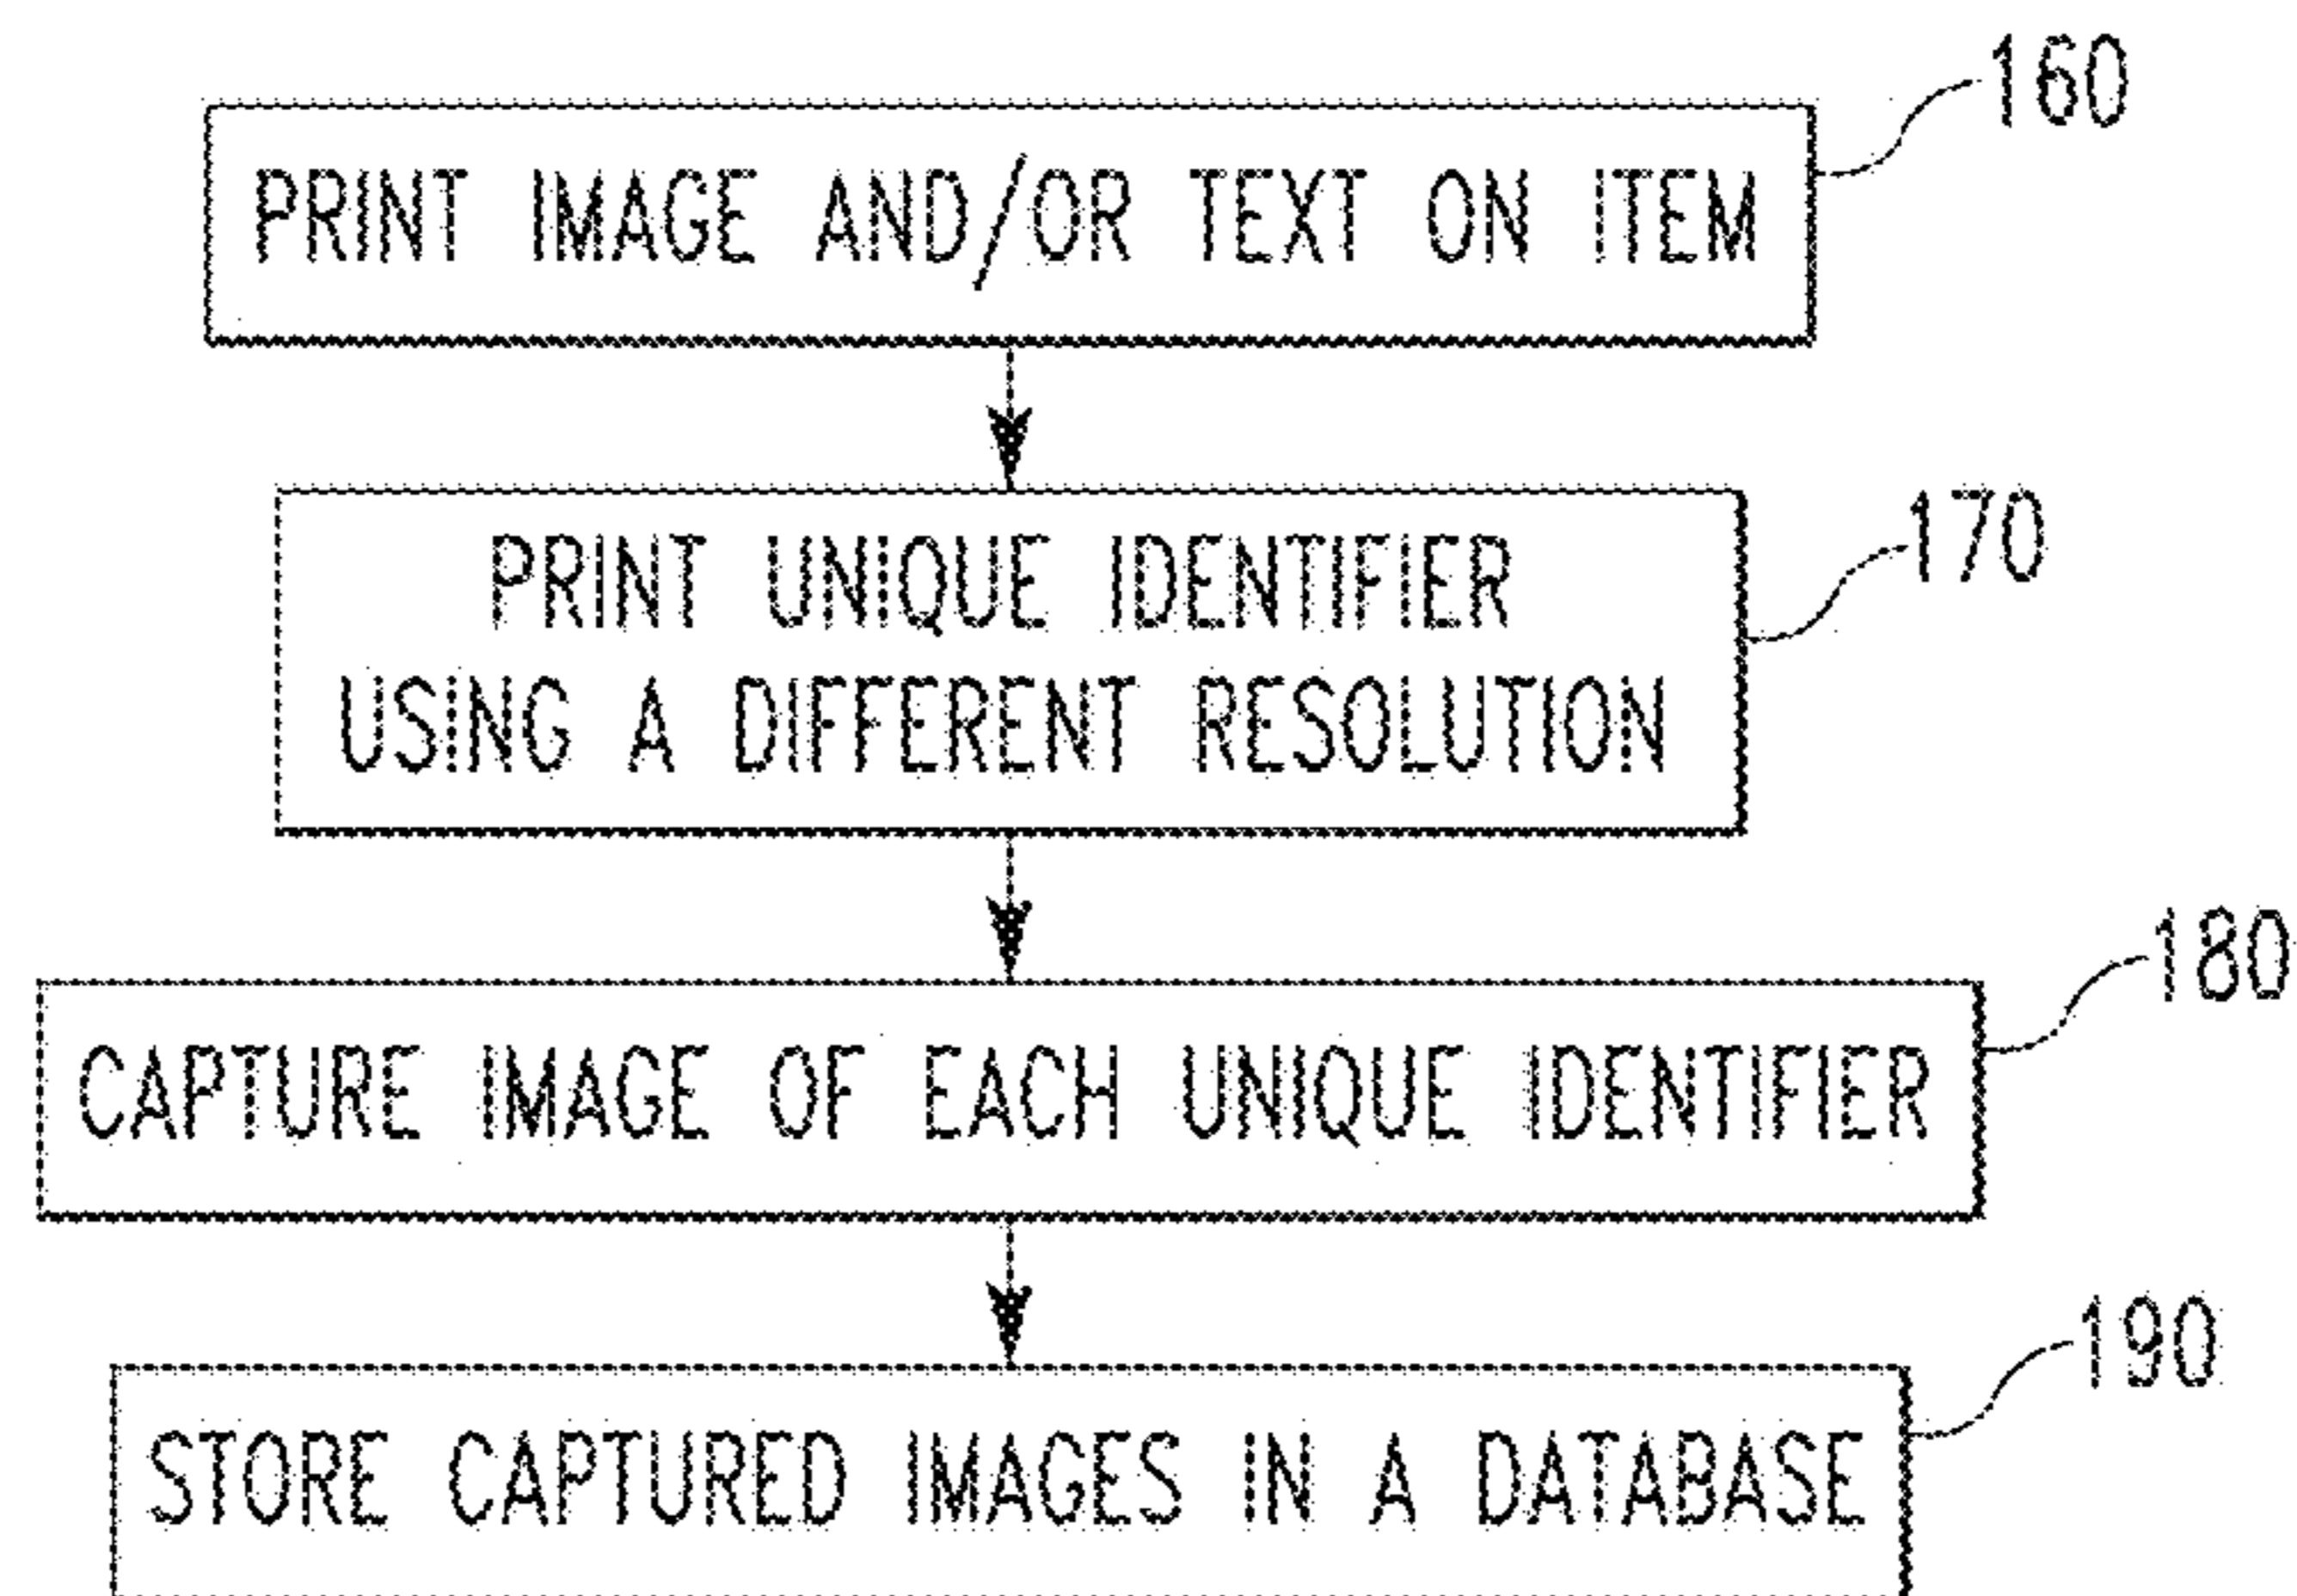 160
PRINT IMAGE AND/OR TEXT ON ITEM
170
PRINT UNIQUE IDENTIFIER
USING A DIFFERENT RESOLUTION
180
CAPTURE IMAGE OF EACH UNIQUE IDENTIFIER
190
STORE CAPTURED IMAGES IN A DATABASE